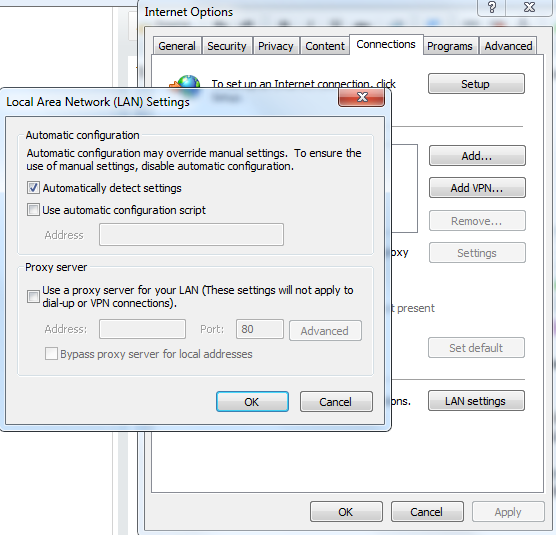 Internet Options
General
Security
Privacy
Content
Connections
Programs
Advanced
To set up an Internet connection, click
Setup
Local Area Network (LAN) Settings
Automatic configuration
Automatic configuration may override manual settings. To ensure the
use of manual settings, disable automatic configuration.
Automatically detect settings
Use automatic configuration script
Address
Proxy server
Use a proxy server for your LAN (These settings will not apply to
dial-up or VPN connections).
Address:
Port:
80
Advanced
Bypass proxy server for local addresses
OK
Cancel
Add...
Add VPN...
Remove...
oxy
Settings
t present
Set default
ons.
LAN settings
OK
Cancel
Apply